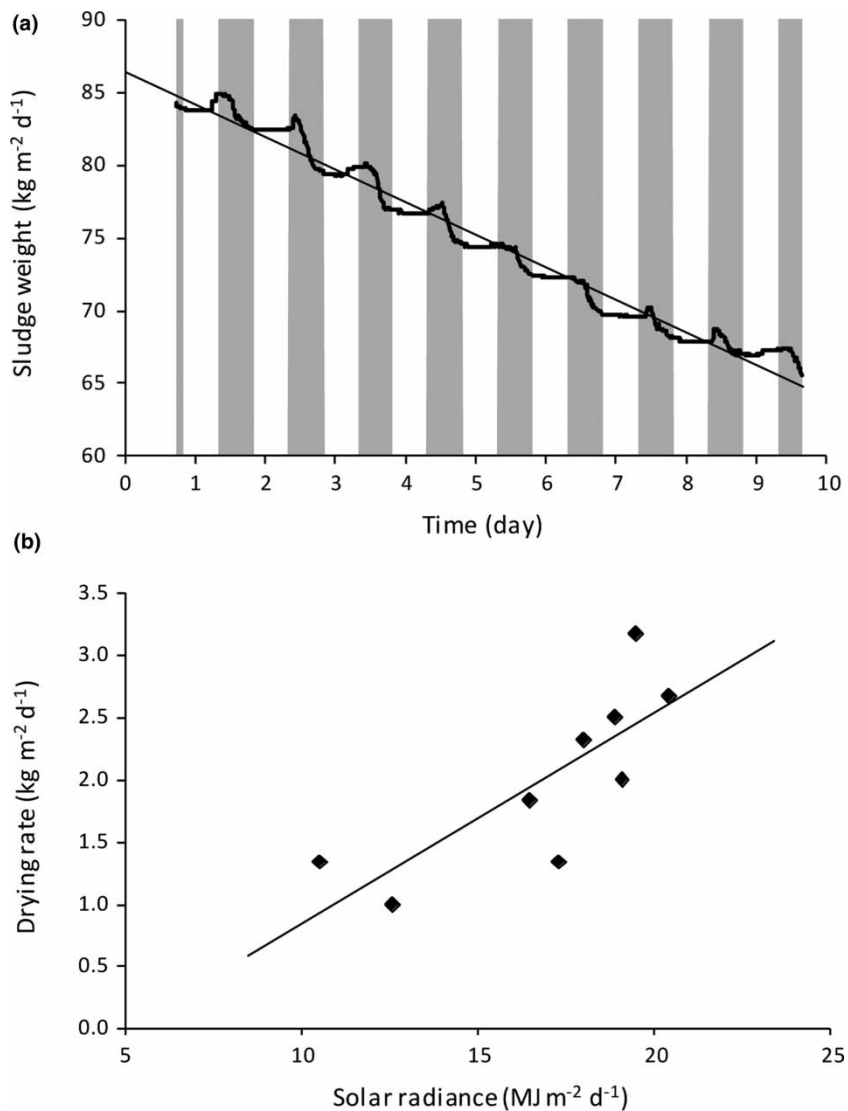 (a)
90
85
80
75
70
65
60
Sludge weight (kg m⁻² d⁻¹)
0 1 2 3 4 5 6 7 8 9 10
Time (day)
(b)
3.5
3.0
2.5
2.0
1.5
1.0
0.5
0.0
Drying rate (kg m⁻² d⁻¹)
5 10 15 20 25
Solar radiance (MJ m⁻² d⁻¹)